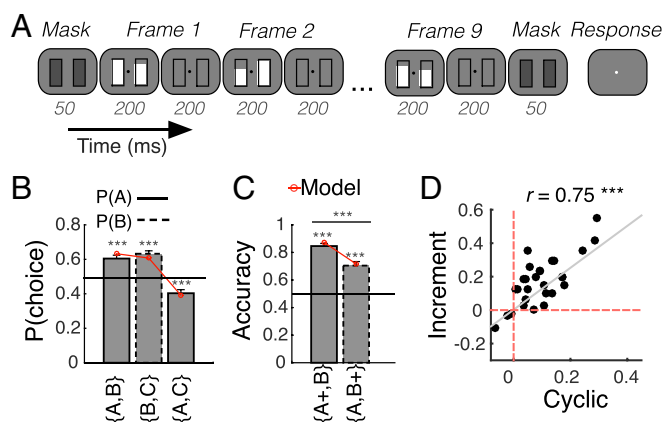 A
Mask Frame 1 Frame 2 Frame 9 Mask Response
...
50 200 200 200 200 200 200 50
Time (ms)
B
P(A)
P(B)
P(choice)
0.8
0.6
0.4
0.2
0
***
***
***
{A,B}
{B,C}
{A,C}
C
Model
Accuracy
1
0.8
0.6
0.4
0.2
0
***
***
***
{A+,B}
{A,B+}
D
r = 0.75 ***
Increment
0.6
0.4
0.2
0
-0.2
0 0.2 0.4
Cyclic